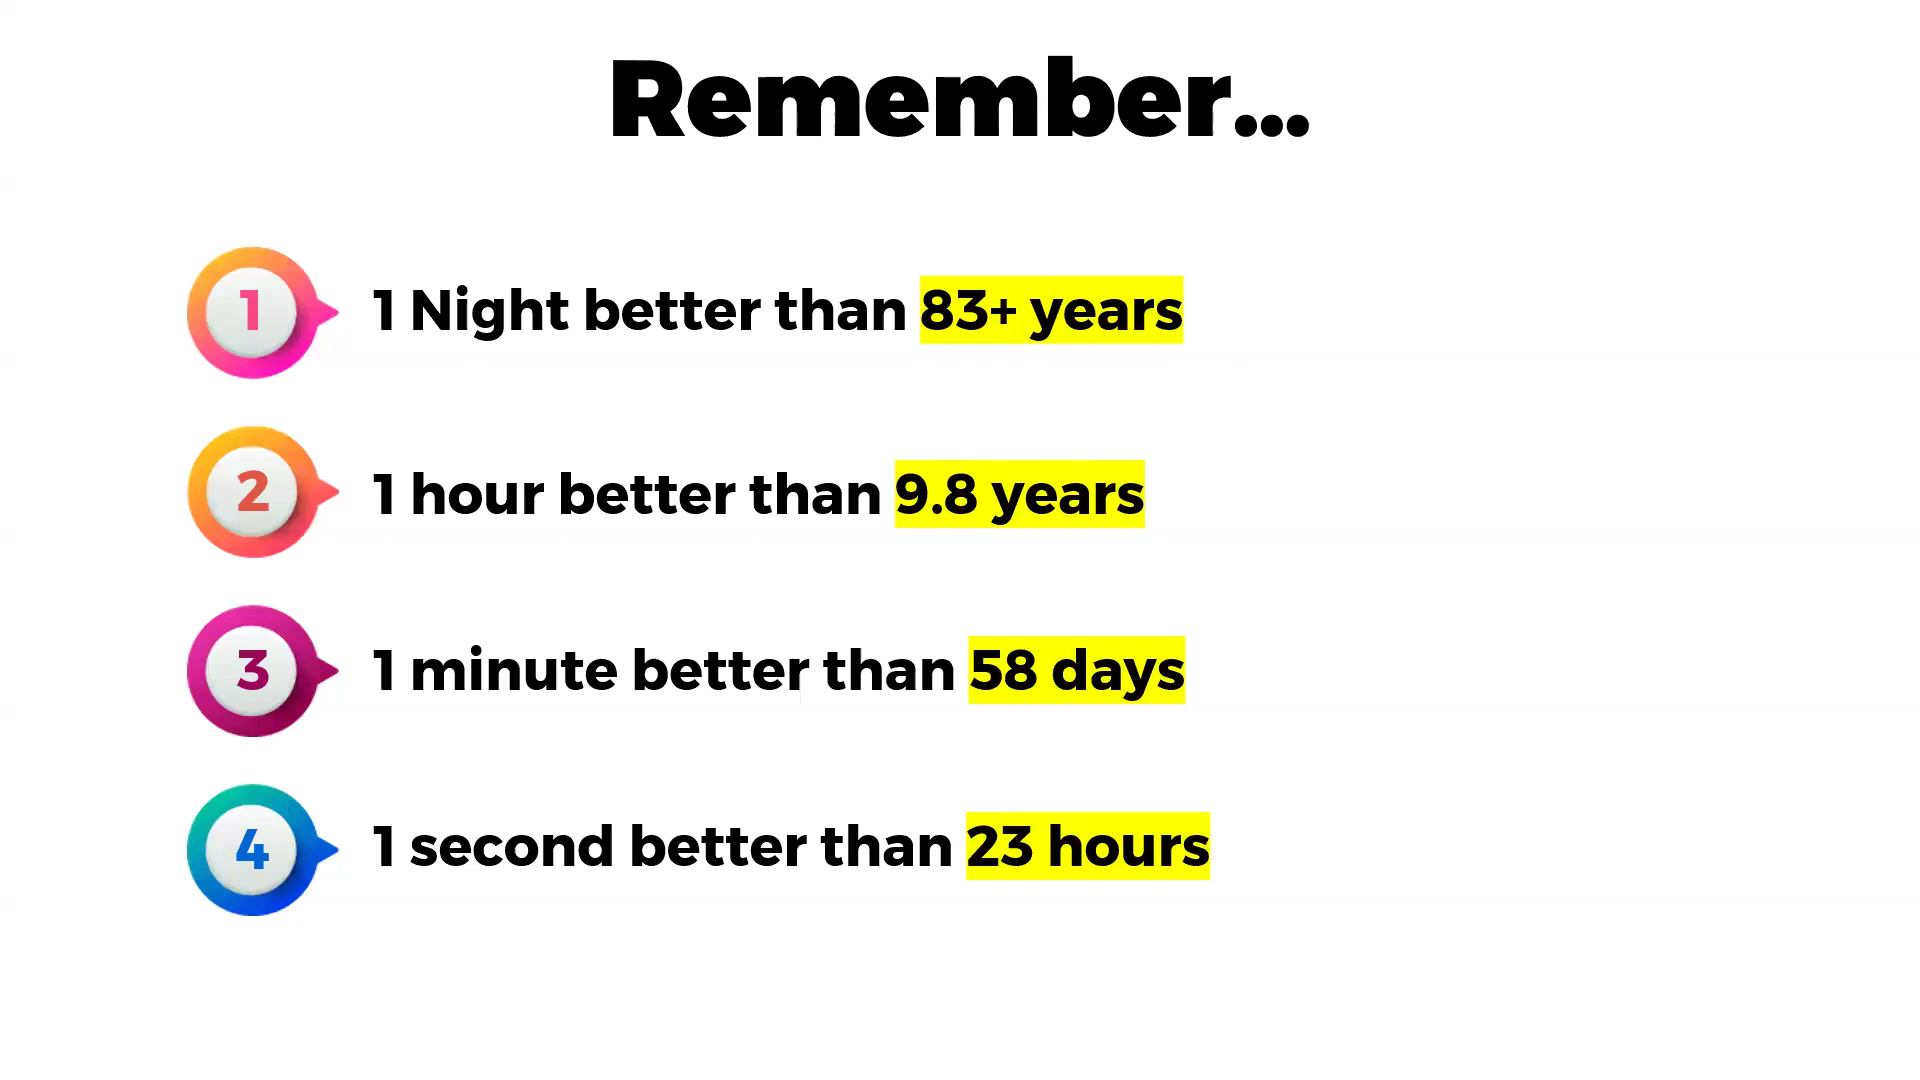 Remember...
1
1 Night better than 83+ years
2
1 hour better than 9.8 years
3
1 minute better than 58 days
4
1 second better than 23 hours